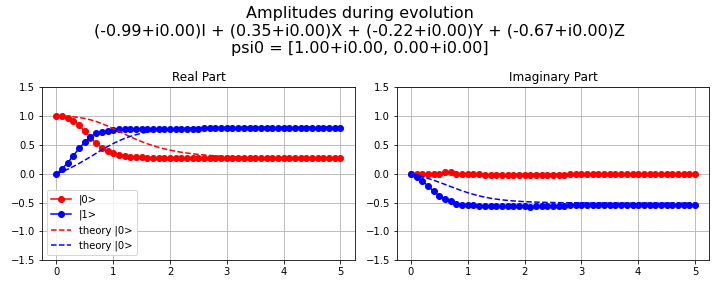 Amplitudes during evolution
(-0.99+i0.00)I + (0.35+i0.00)X + (-0.22+i0.00)Y + (-0.67+i0.00)Z
psi0 = [1.00+i0.00, 0.00+i0.00]
Real Part
1.5
1.0
0.5
0.0
-0.5
-1.0
-1.5
|0>
|1>
theory |0>
theory |0>
0 1 2 3 4 5
Imaginary Part
1.5
1.0
0.5
0.0
-0.5
-1.0
-1.5
0 1 2 3 4 5